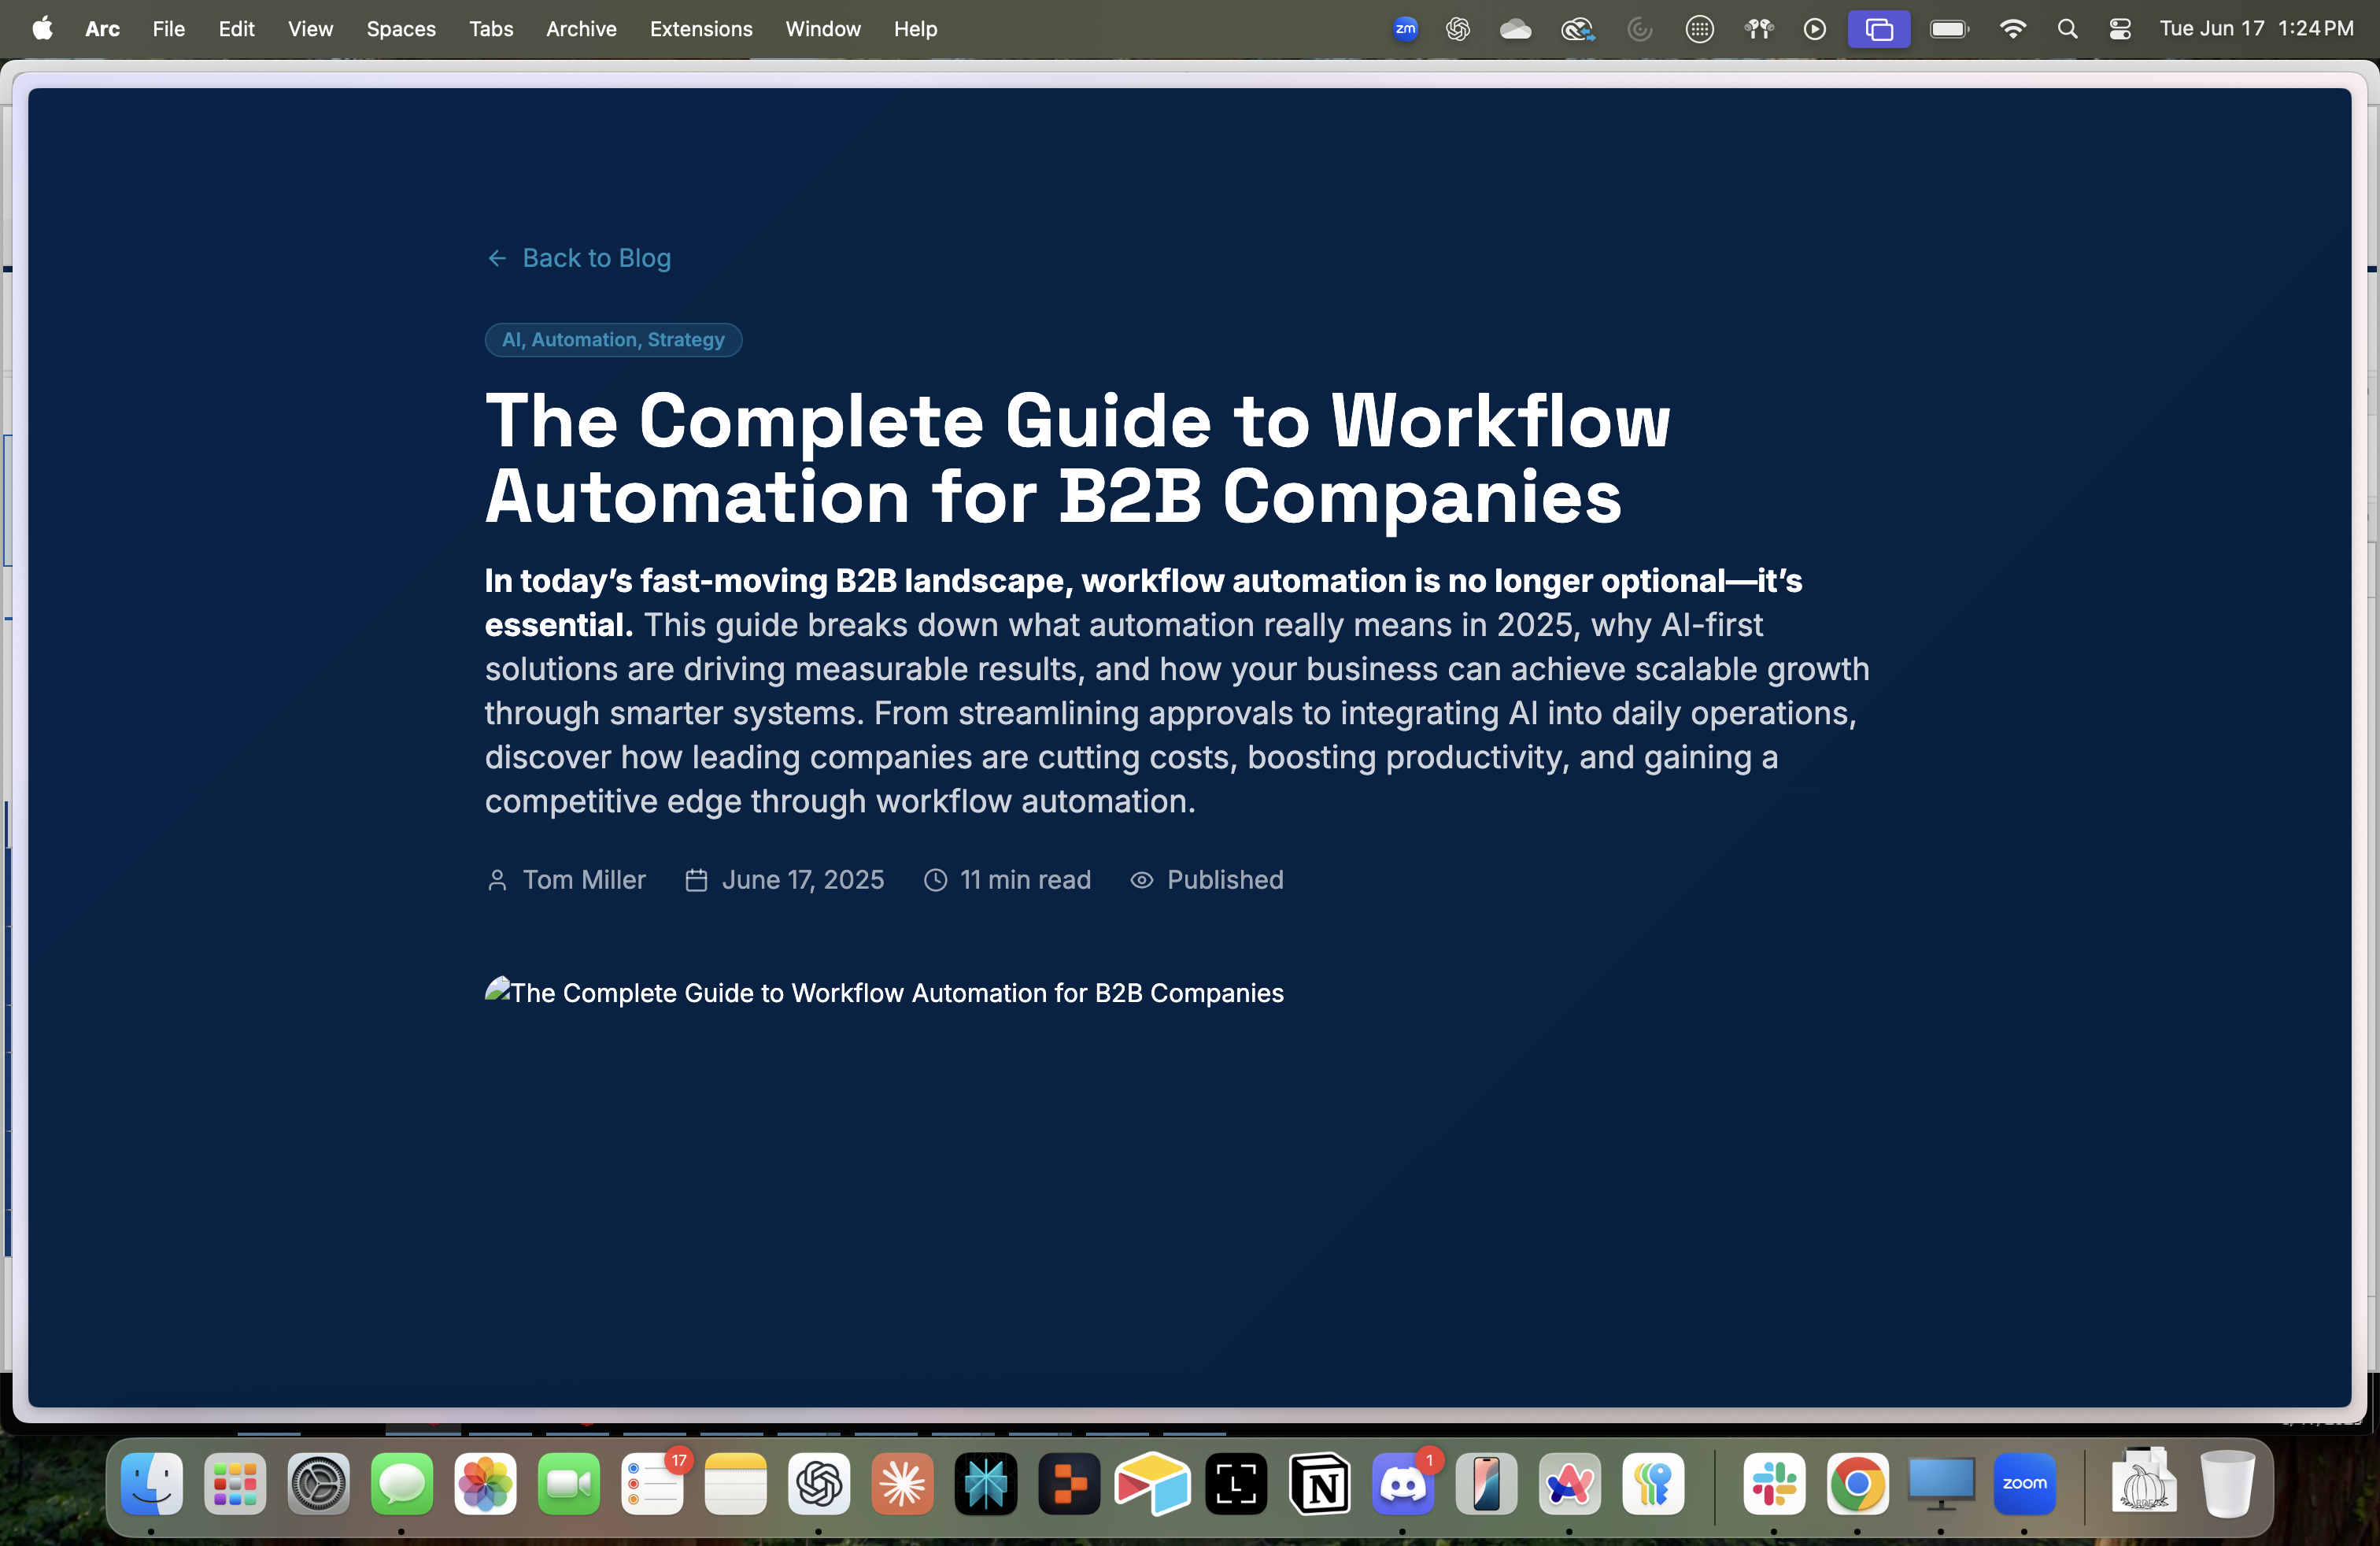 Arc File Edit View Spaces Tabs Archive Extensions Window Help zm Tue Jun 17 1:24 PM
Back to Blog
AI, Automation, Strategy
The Complete Guide to Workflow
Automation for B2B Companies
In today’s fast-moving B2B landscape, workflow automation is no longer optional—it’s
essential. This guide breaks down what automation really means in 2025, why AI-first
solutions are driving measurable results, and how your business can achieve scalable growth
through smarter systems. From streamlining approvals to integrating AI into daily operations,
discover how leading companies are cutting costs, boosting productivity, and gaining a
competitive edge through workflow automation.
Tom Miller June 17, 2025 11 min read Published
The Complete Guide to Workflow Automation for B2B Companies
17 L N 1 zoom